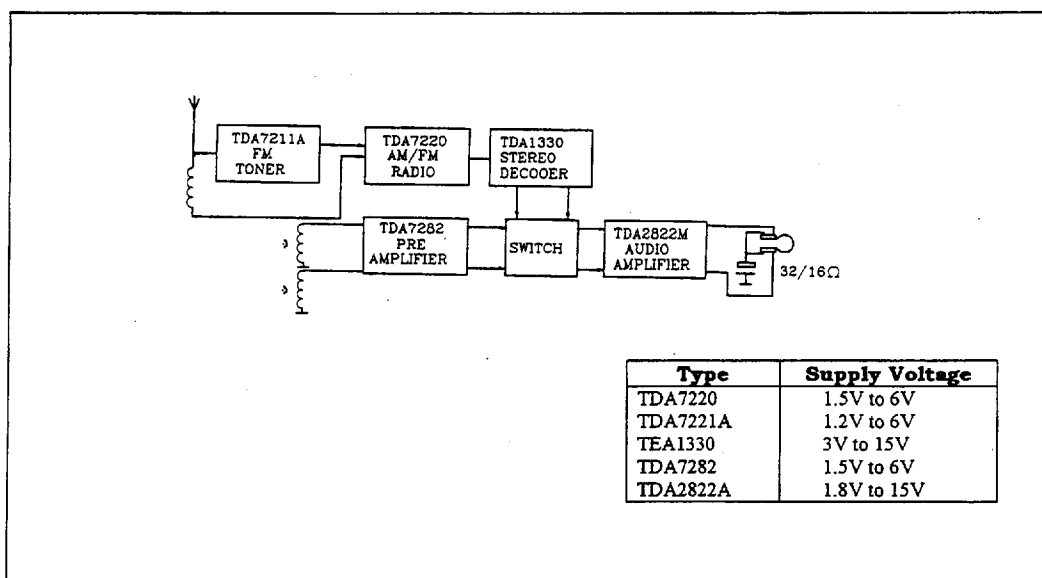 TDA7211A
FM
TONER
TDA7220
AM/FM
RADIO
TDA1330
STEREO
DECOOER
TDA7282
PRE
AMPLIFIER
SWITCH
TDA2822M
AUDIO
AMPLIFIER
32/16Ω
Type Supply Voltage
TDA7220 1.5V to 6V
TDA7221A 1.2V to 6V
TEA1330 3V to 15V
TDA7282 1.5V to 6V
TDA2822A 1.8V to 15V